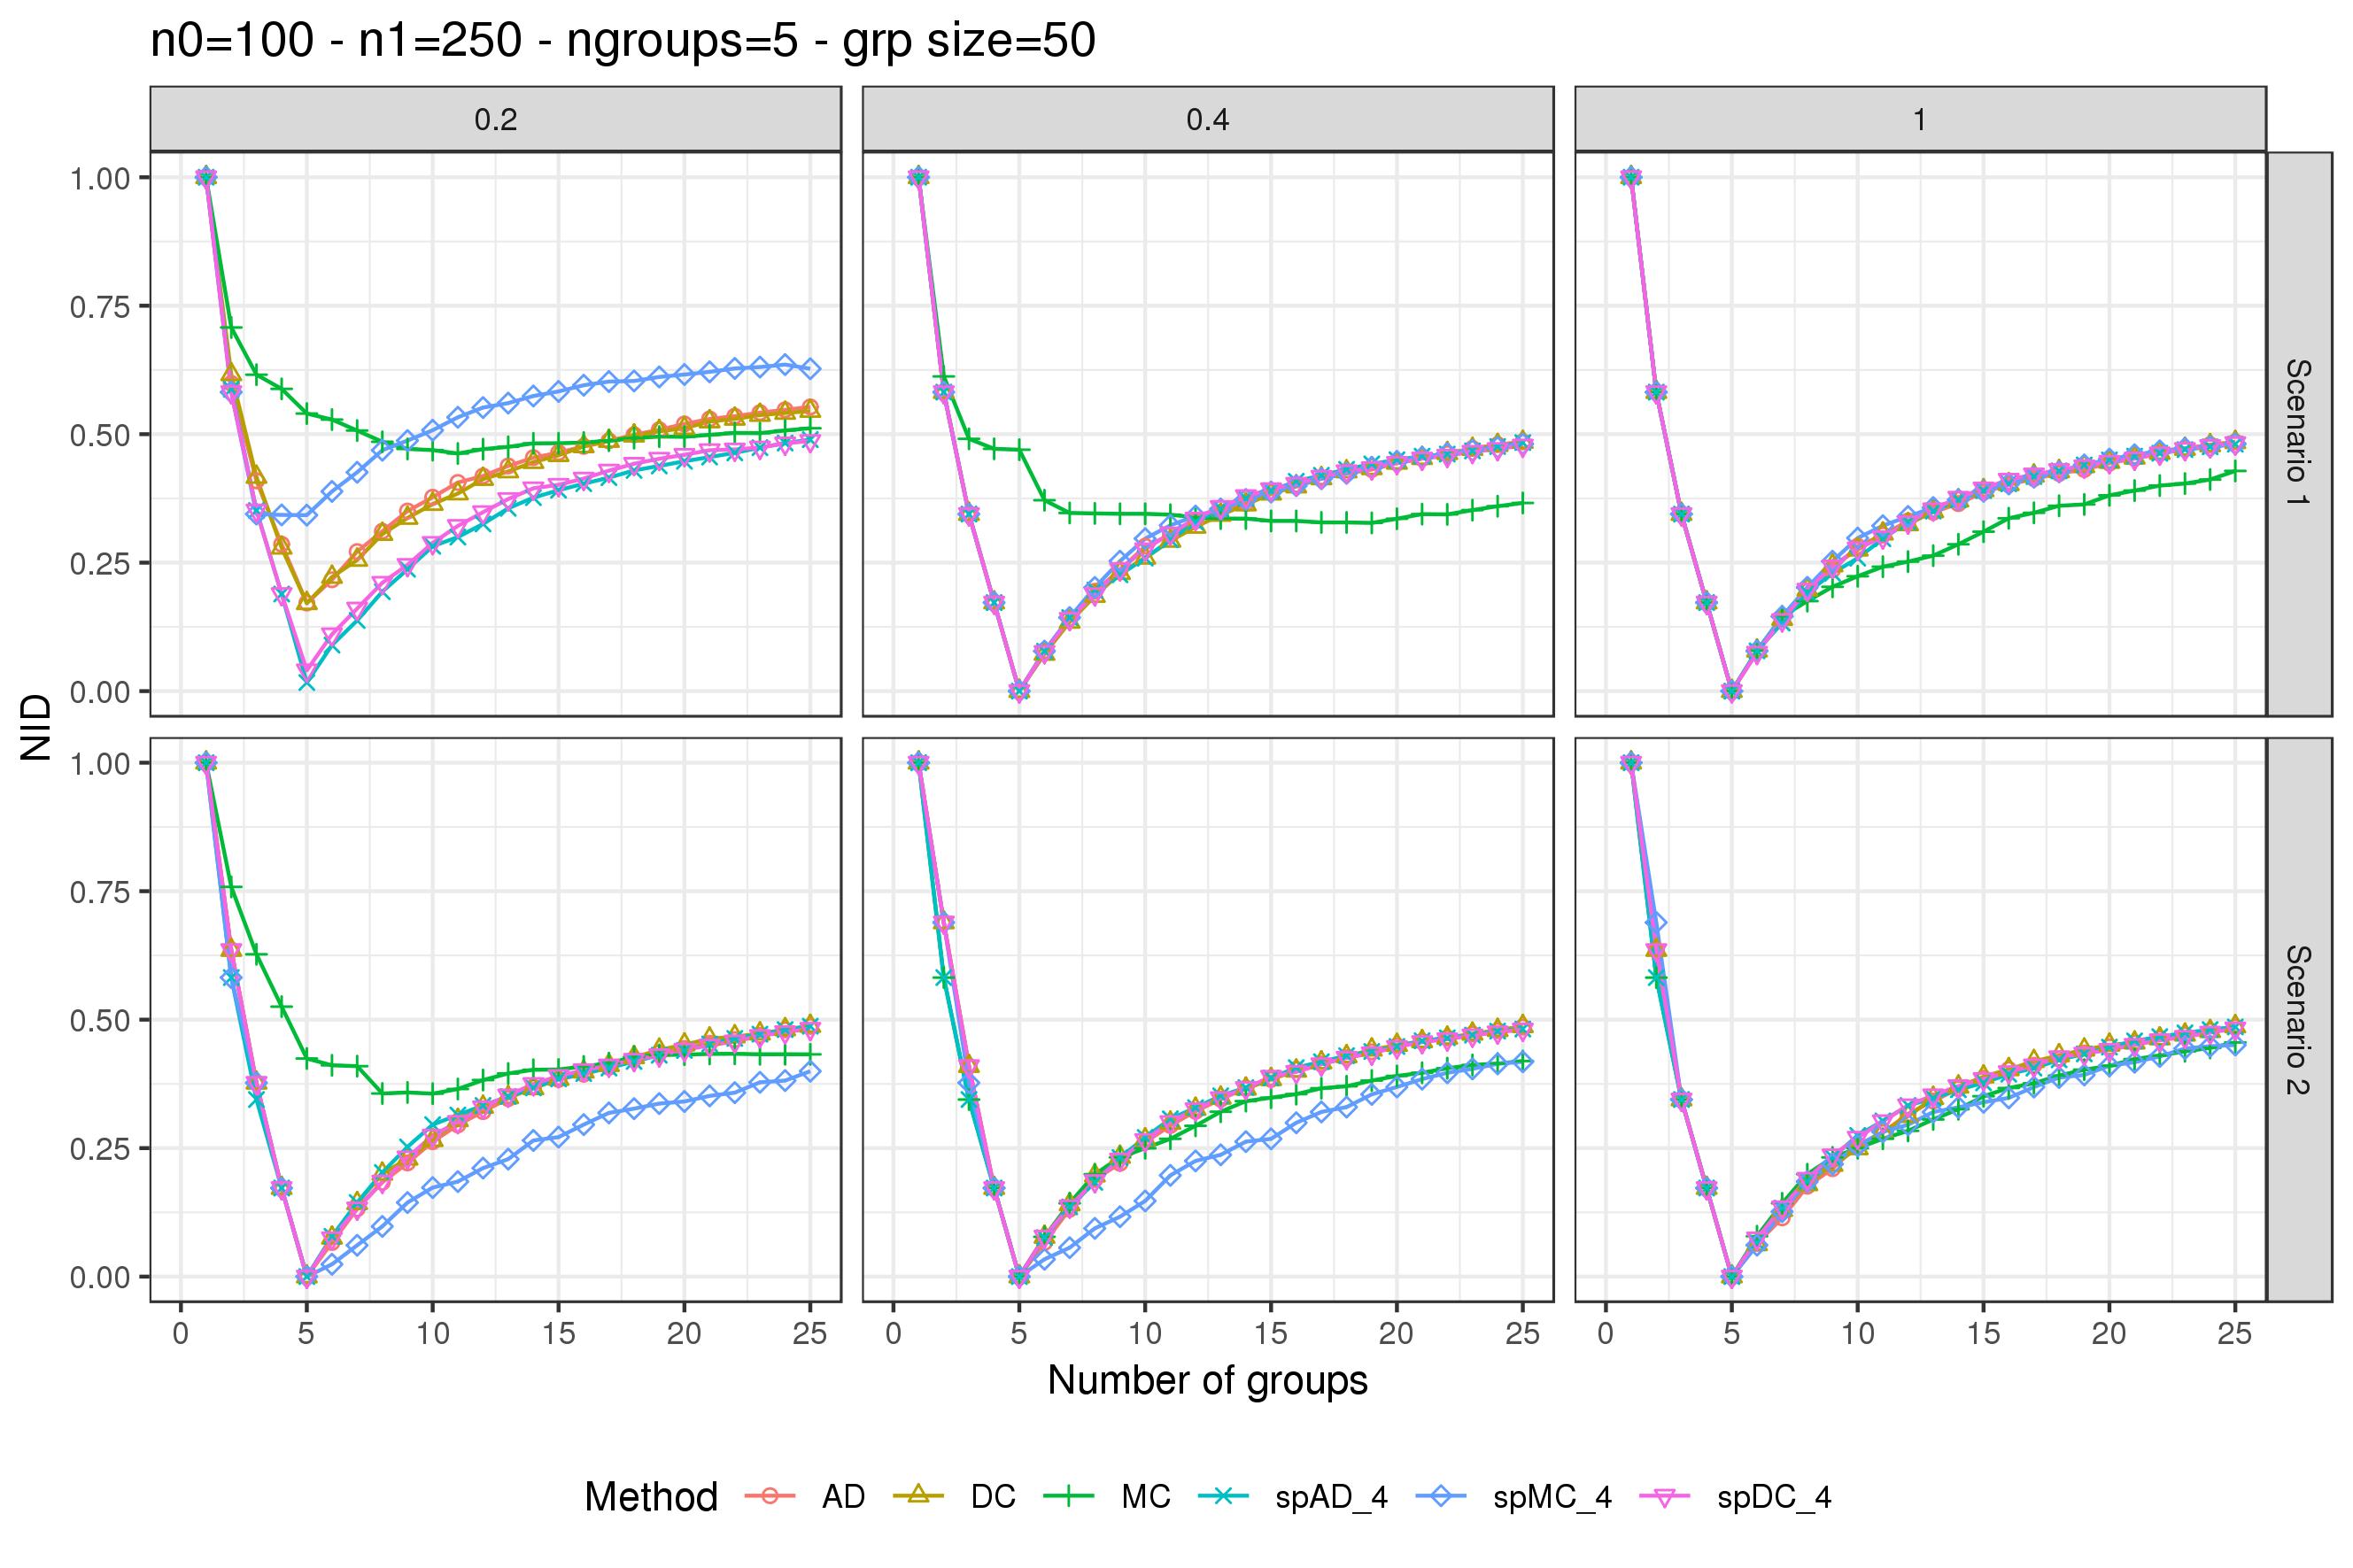 n0=100 - n1=250 - ngroups=5 - grp size=50
0.2 0.4 1
1.00
0.75
0.50
0.25
0.00
Scenario 1
NID
1.00
0.75
0.50
0.25
0.00
Scenario 2
0 5 10 15 20 25 0 5 10 15 20 25 0 5 10 15 20 25
Number of groups
Method AD DC MC spAD_4 spMC_4 spDC_4